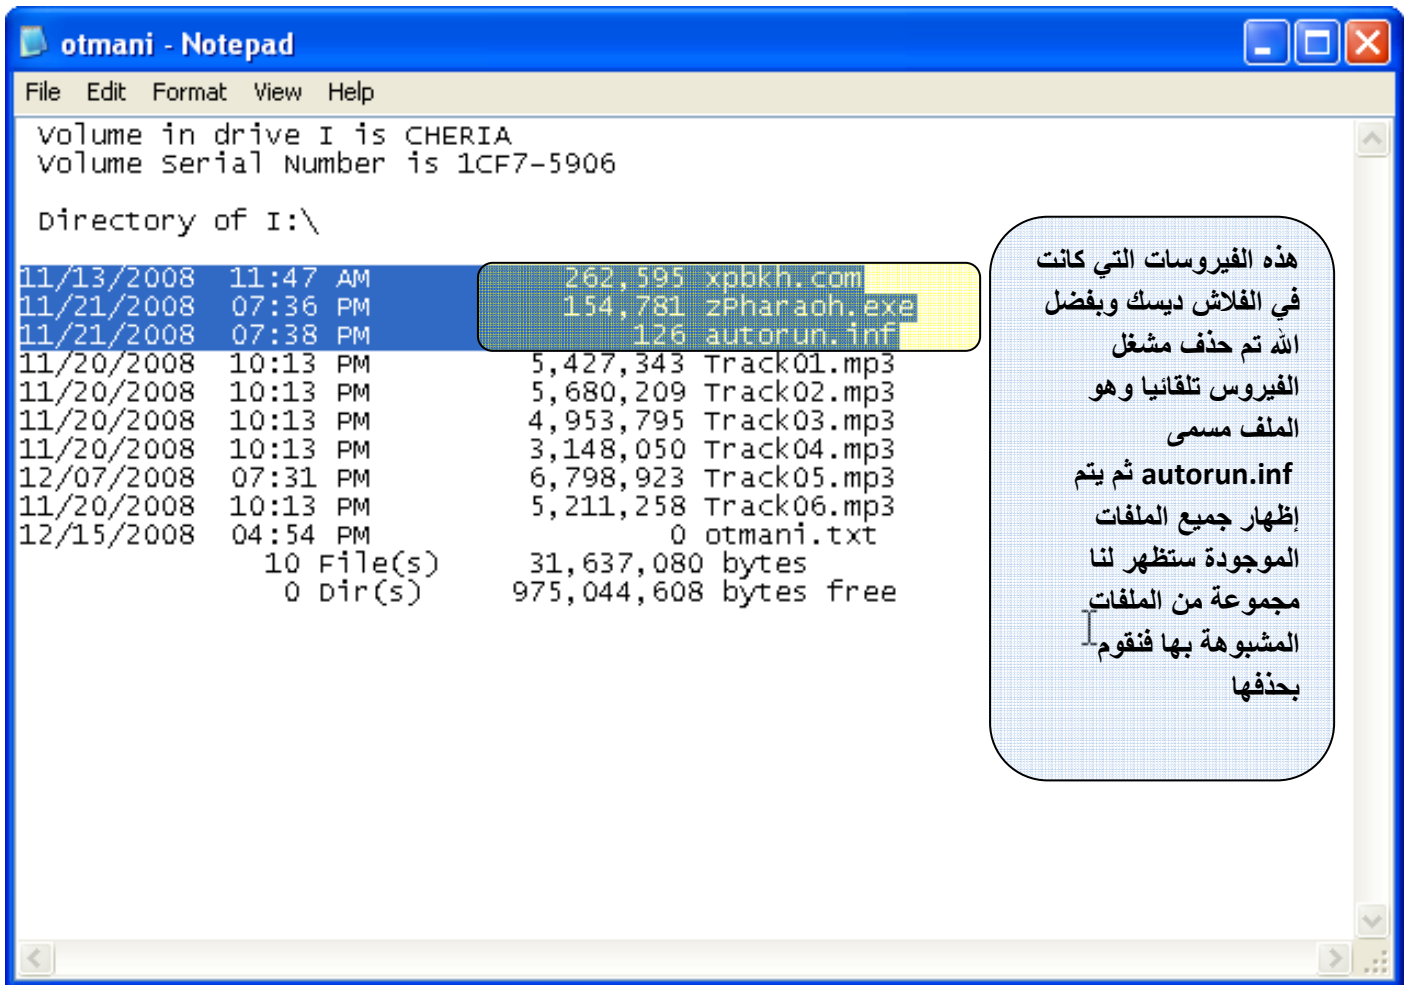 otmani - Notepad
File Edit Format View Help
Volume in drive I is CHERIA
Volume Serial Number is 1CF7-5906
Directory of I:\
11/13/2008 11:47 AM 262,595 xpbkh.com
11/21/2008 07:36 PM 154,781 zPharaoh.exe
11/21/2008 07:38 PM 126 autorun.inf
11/20/2008 10:13 PM 5,427,343 Track01.mp3
11/20/2008 10:13 PM 5,680,209 Track02.mp3
11/20/2008 10:13 PM 4,953,795 Track03.mp3
11/20/2008 10:13 PM 3,148,050 Track04.mp3
12/07/2008 07:31 PM 6,798,923 Track05.mp3
11/20/2008 10:13 PM 5,211,258 Track06.mp3
12/15/2008 04:54 PM 0 otmani.txt
10 File(s) 31,637,080 bytes
0 Dir(s) 975,044,608 bytes free
هذه الفيروسات التي كانت
في الفلاش ديسك وبفضل
الله تم حذف مشغل
الفيروس تلقائيا وهو
الملف مسمى
autorun.inf ثم يتم
إظهار جميع الملفات
الموجودة ستظهر لنا
مجموعة من الملفات
المشبوهة بها فنقوم
بحذفها